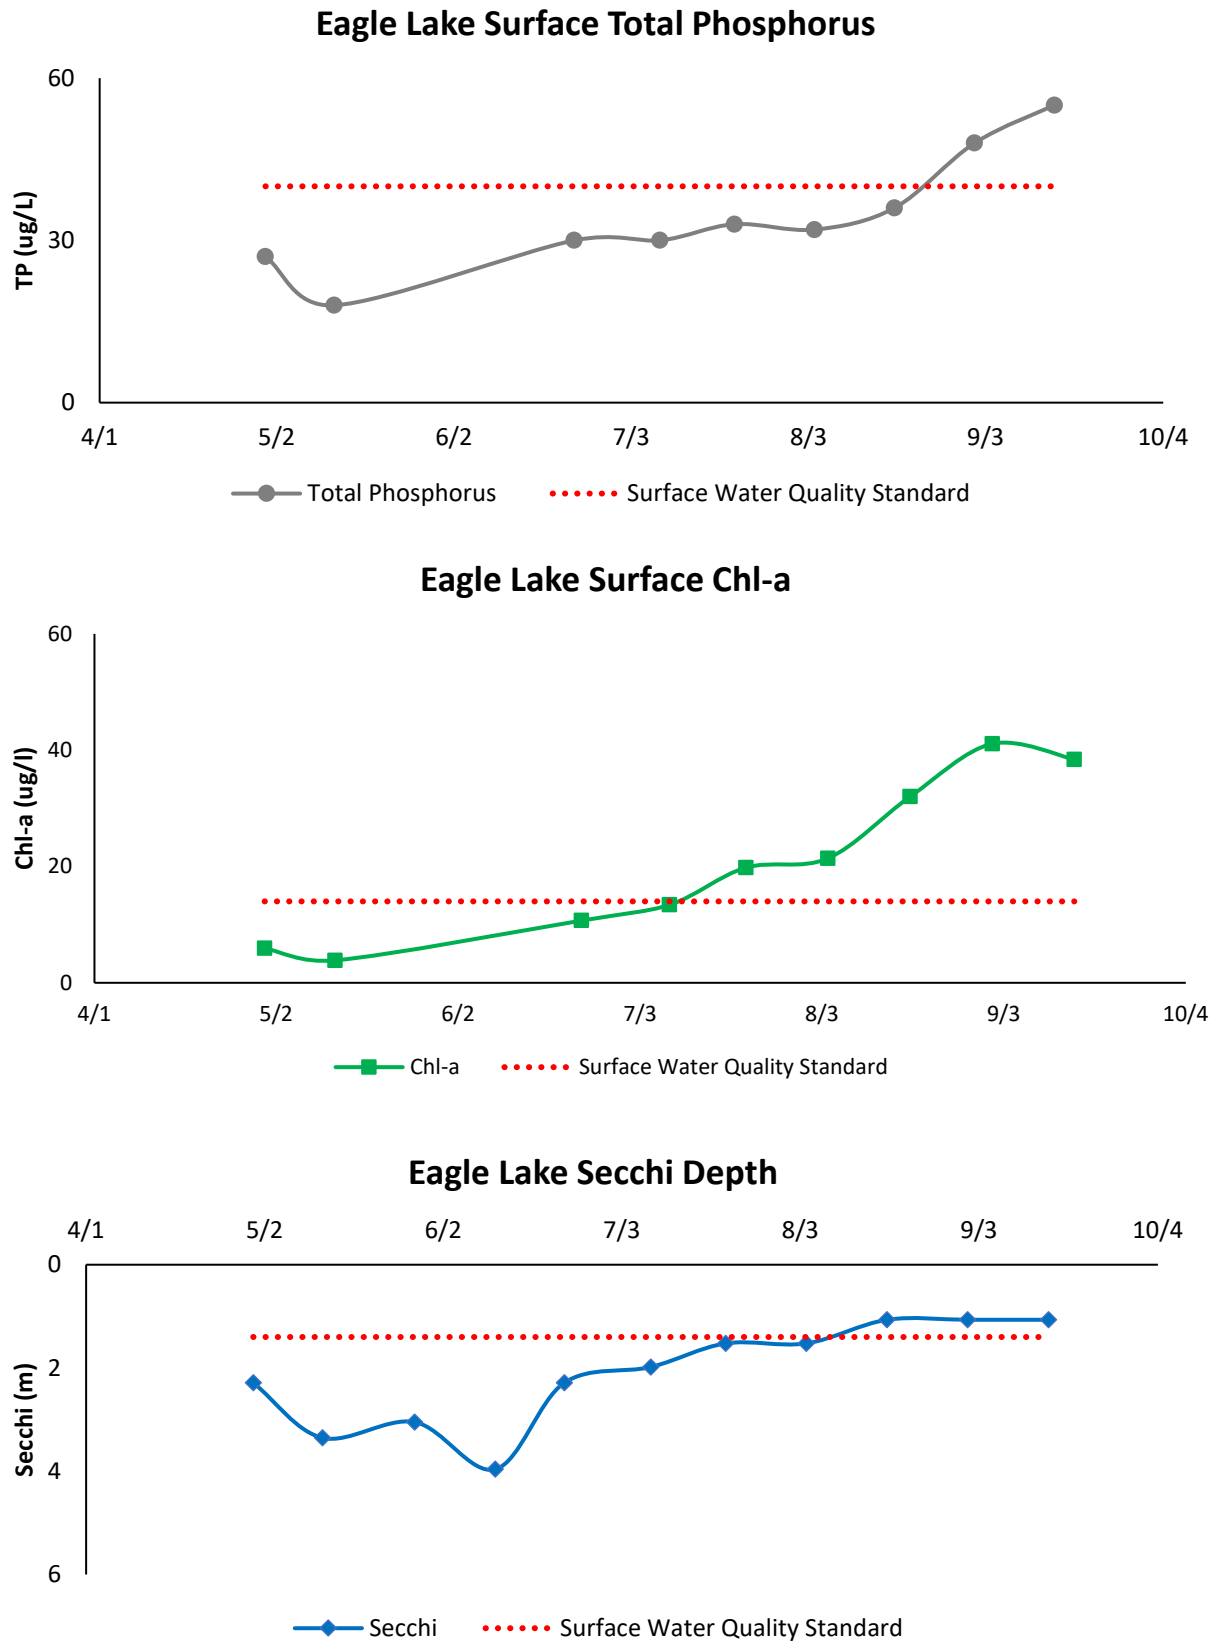 Eagle Lake Surface Total Phosphorus
60
30
0
TP (ug/L)
4/1 5/2 6/2 7/3 8/3 9/3 10/4
Total Phosphorus Surface Water Quality Standard
Eagle Lake Surface Chl-a
60
40
20
0
Chl-a (ug/l)
4/1 5/2 6/2 7/3 8/3 9/3 10/4
Chl-a Surface Water Quality Standard
Eagle Lake Secchi Depth
4/1 5/2 6/2 7/3 8/3 9/3 10/4
0
2
4
6
Secchi (m)
Secchi Surface Water Quality Standard